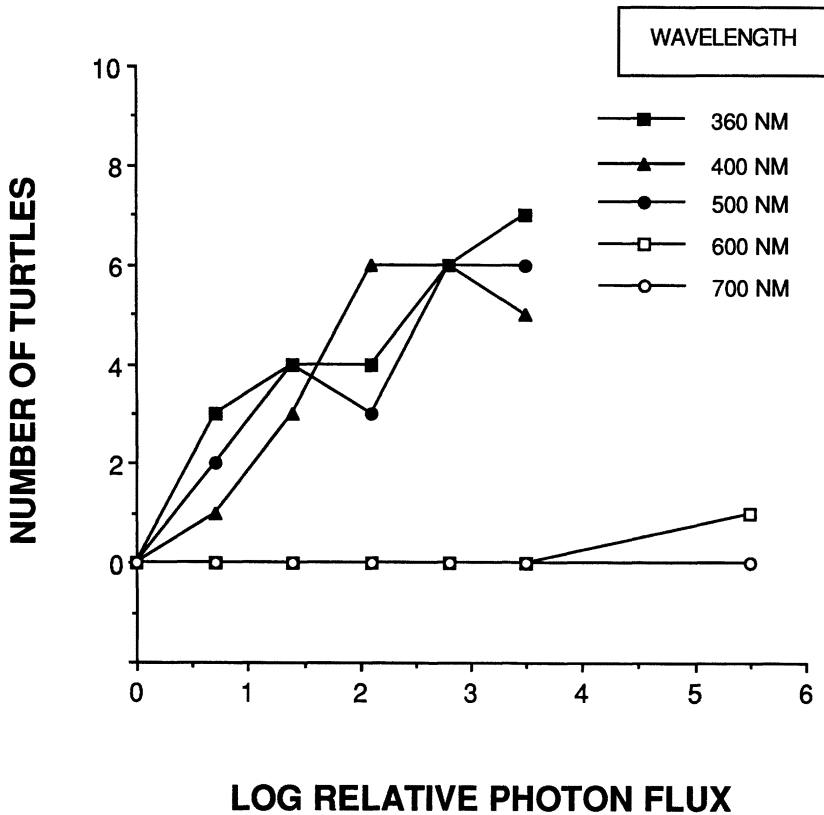 WAVELENGTH
360 NM
400 NM
500 NM
600 NM
700 NM
NUMBER OF TURTLES
10
8
6
4
2
0
0 1 2 3 4 5 6
LOG RELATIVE PHOTON FLUX